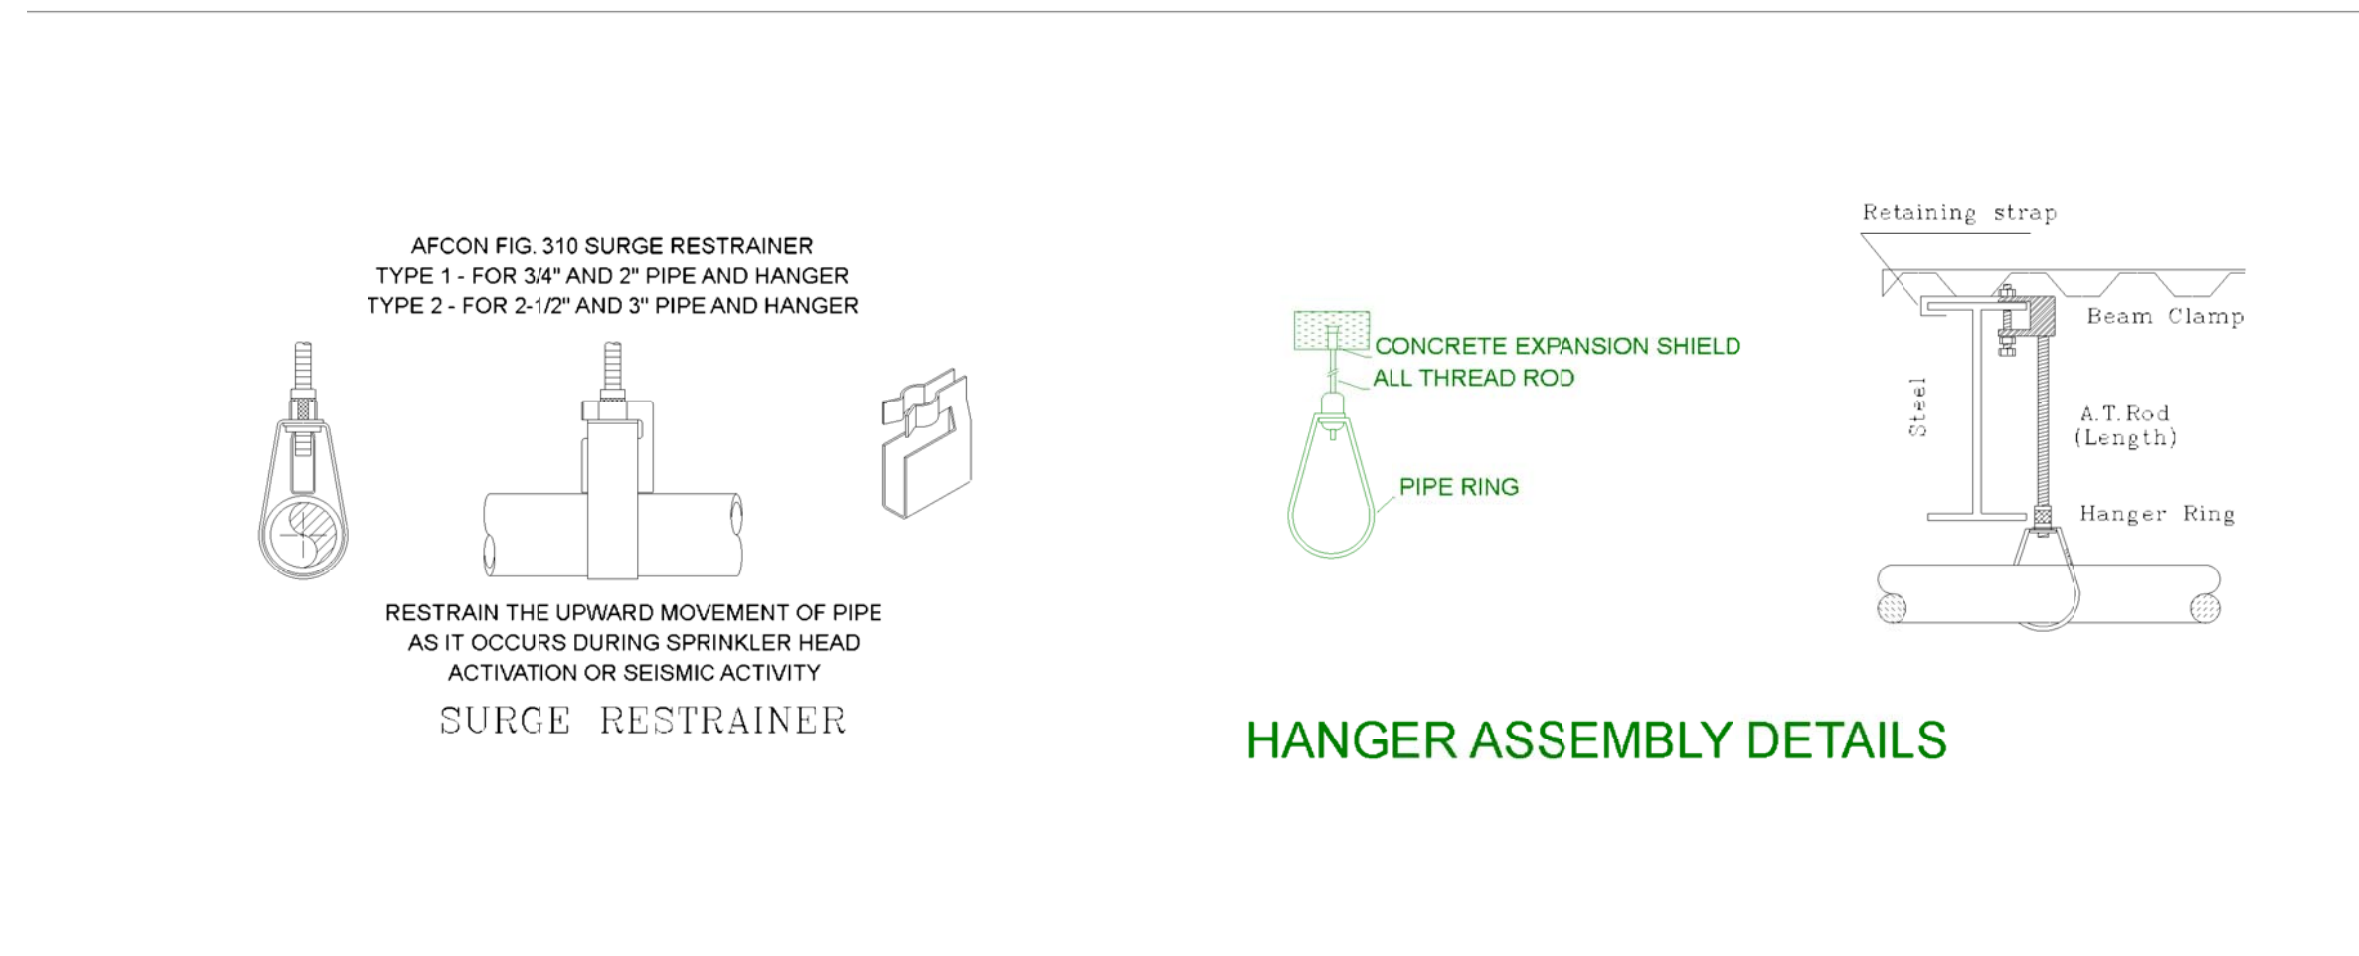 AFCON FIG. 310 SURGE RESTRAINER
TYPE 1 - FOR 3/4" AND 2" PIPE AND HANGER
TYPE 2 - FOR 2-1/2" AND 3" PIPE AND HANGER
RESTRAIN THE UPWARD MOVEMENT OF PIPE
AS IT OCCURS DURING SPRINKLER HEAD
ACTIVATION OR SEISMIC ACTIVITY
SURGE RESTRAINER
CONCRETE EXPANSION SHIELD
ALL THREAD ROD
PIPE RING
HANGER ASSEMBLY DETAILS
Retaining strap
Beam Clamp
Steel
A.T.Rod
(Length)
Hanger Ring